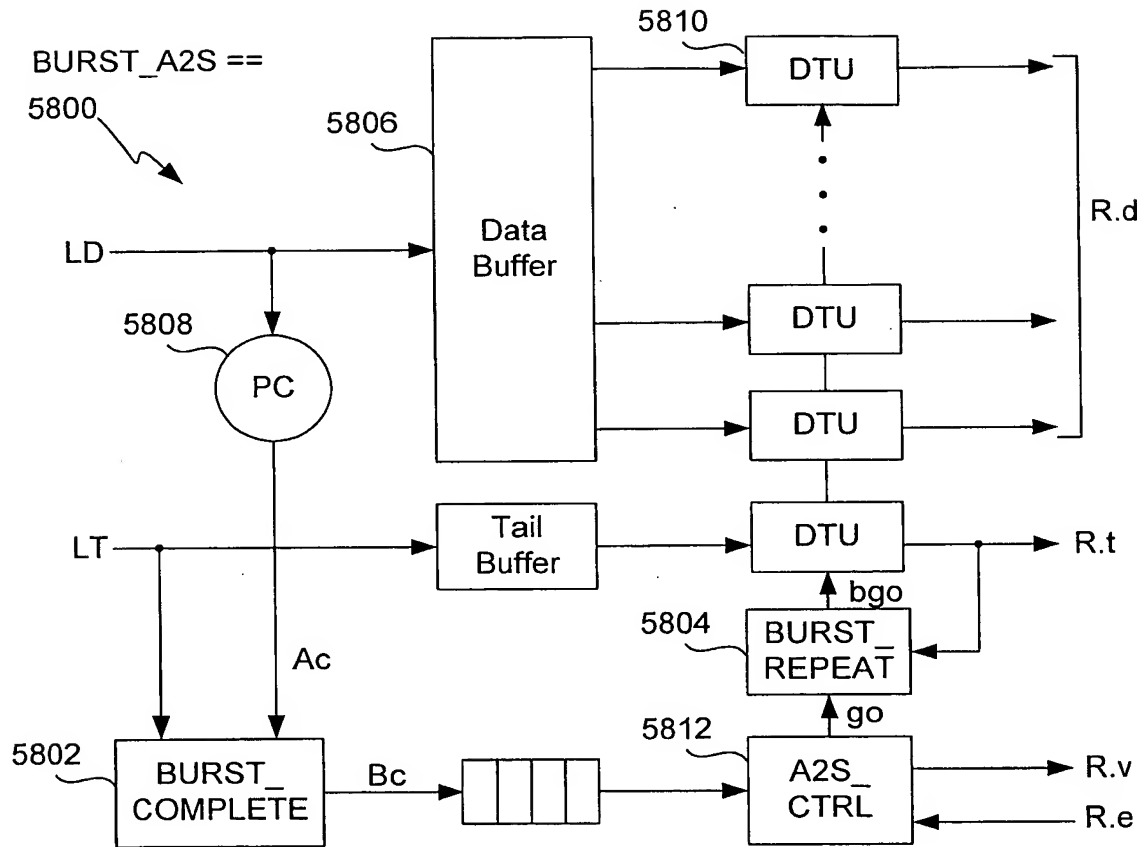 BURST_A2S ==
5800
5806
5810
DTU
LD
Data
Buffer
R.d
5808
PC
DTU
DTU
LT
Tail
Buffer
DTU
R.t
bgo
5804
BURST_
REPEAT
Ac
go
5802
BURST_
COMPLETE
Bc
5812
A2S_
CTRL
R.v
R.e